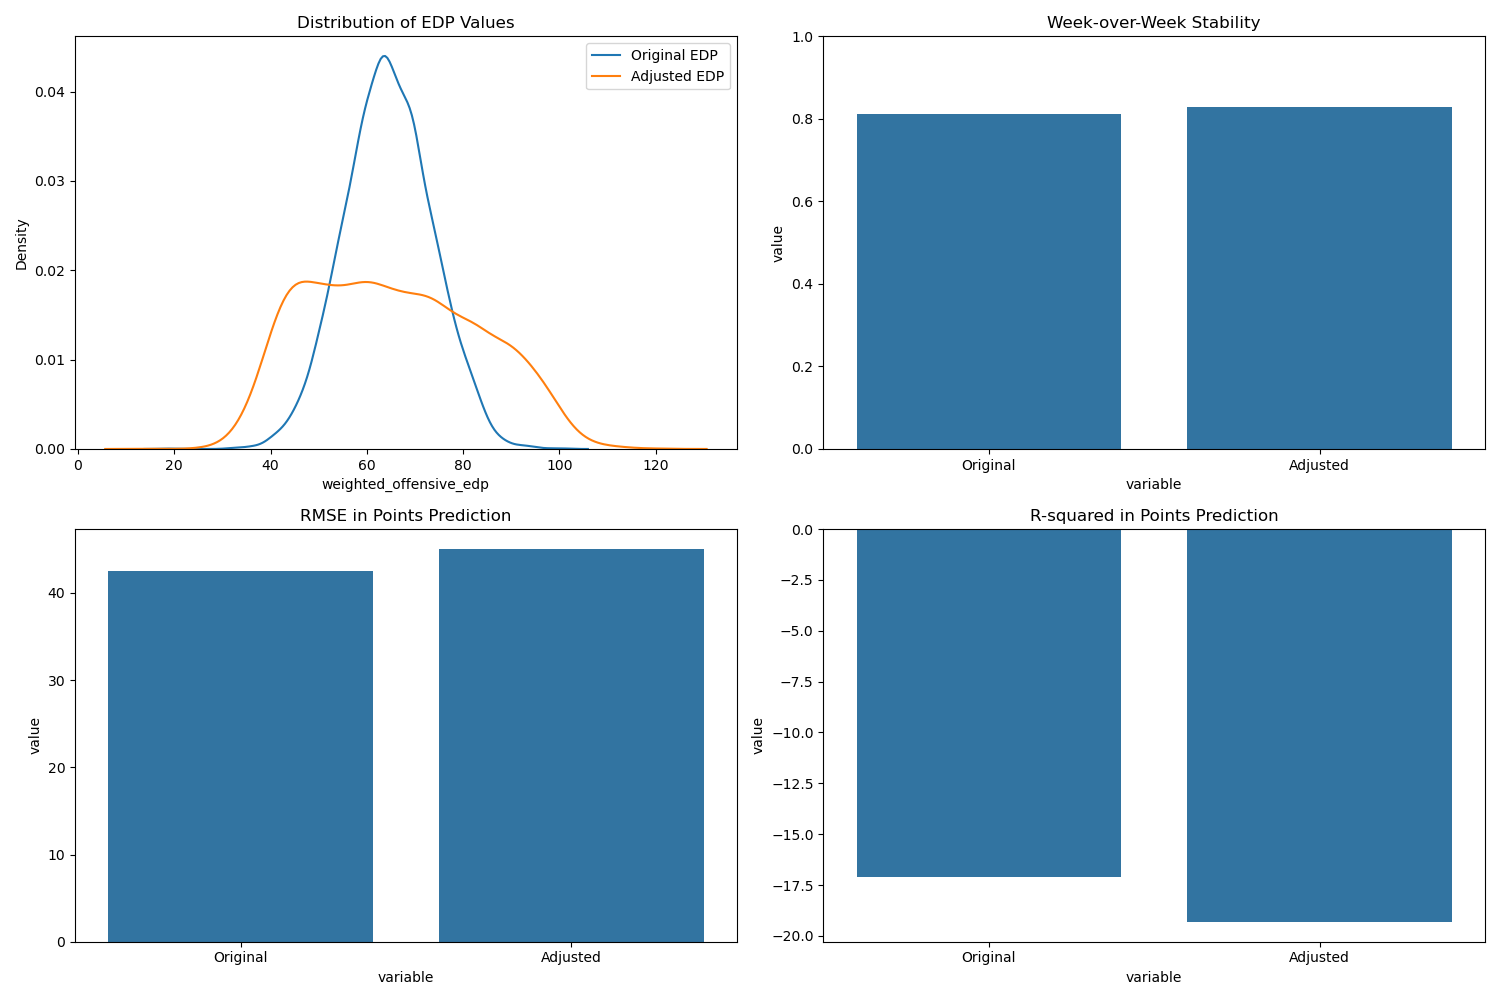 Distribution of EDP Values
Original EDP
Adjusted EDP
Density
0.04
0.03
0.02
0.01
0.00
0 20 40 60 80 100 120
weighted_offensive_edp
Week-over-Week Stability
value
1.0
0.8
0.6
0.4
0.2
0.0
Original Adjusted
variable
RMSE in Points Prediction
value
40
30
20
10
0
Original Adjusted
variable
R-squared in Points Prediction
value
0.0
−2.5
−5.0
−7.5
−10.0
−12.5
−15.0
−17.5
−20.0
Original Adjusted
variable